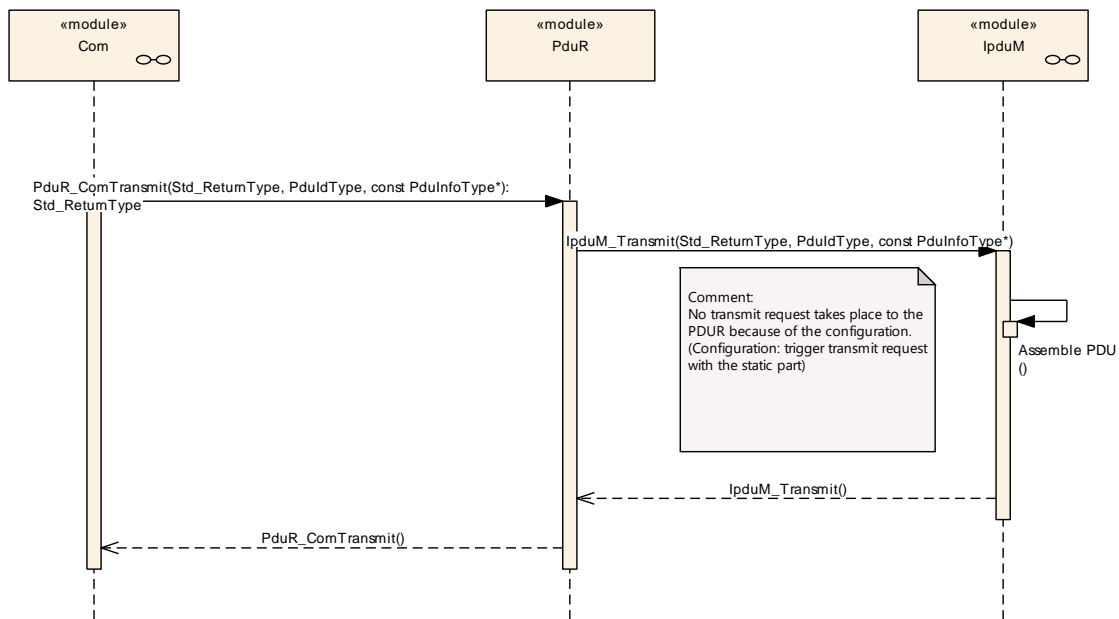 «module»
Com
«module»
PduR
«module»
IpduM
PduR_ComTransmit(Std_ReturnType, PduIdType, const PduInfoType*):
Std_ReturnType
IpduM_Transmit(Std_ReturnType, PduIdType, const PduInfoType*)
Comment:
No transmit request takes place to the
PDUR because of the configuration.
(Configuration: trigger transmit request
with the static part)
Assemble PDU
()
IpduM_Transmit()
PduR_ComTransmit()